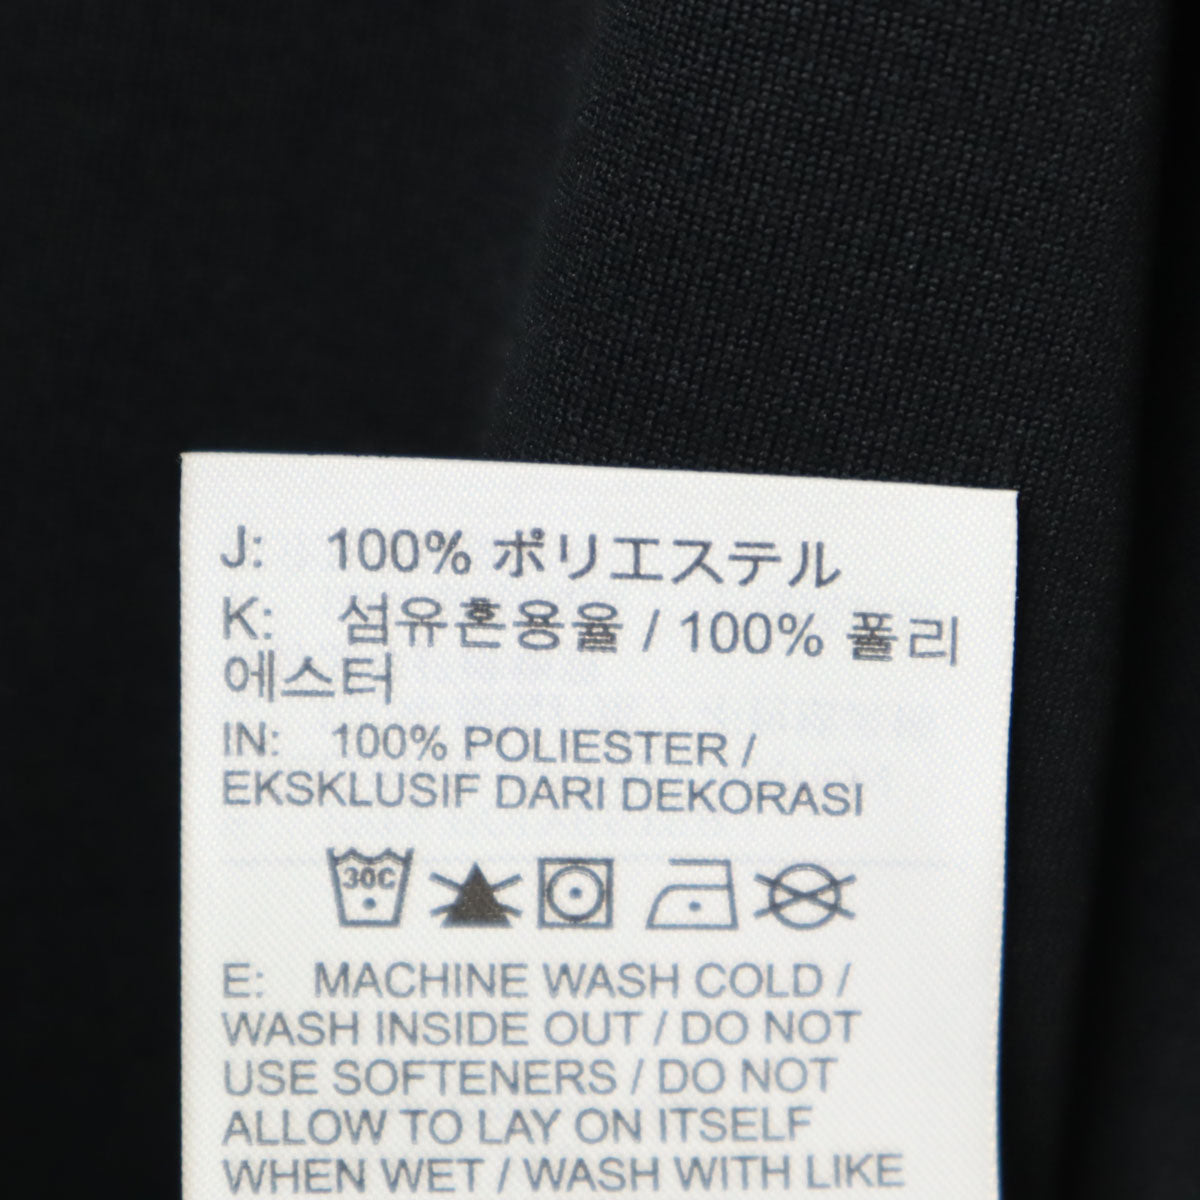 J: 100% ポリエステル
K: 섬유혼용율 / 100% 폴리
에스터
IN: 100% POLIESTER /
EKSKLUSIF DARI DEKORASI
30C
E: MACHINE WASH COLD /
WASH INSIDE OUT / DO NOT
USE SOFTENERS / DO NOT
ALLOW TO LAY ON ITSELF
WHEN WET / WASH WITH LIKE